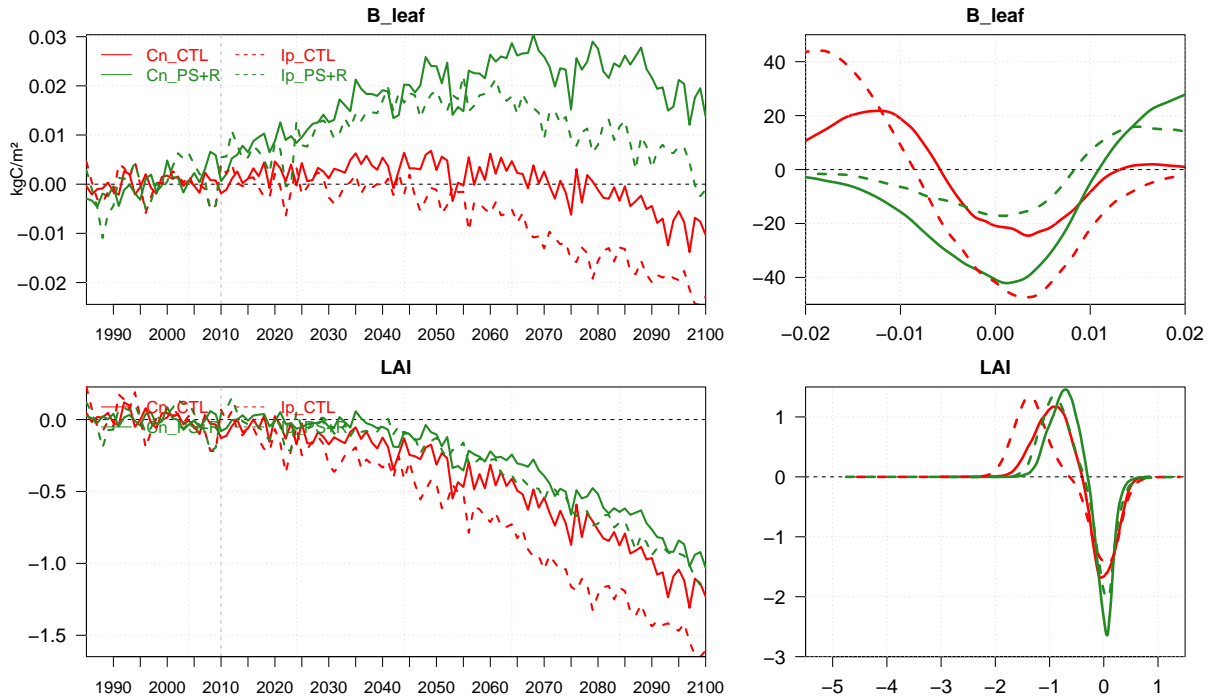 B_leaf
kgC/m²
0.03
0.02
0.01
0.00
−0.01
−0.02
Cn_CTL Ip_CTL
Cn_PS+R Ip_PS+R
1990 2000 2010 2020 2030 2040 2050 2060 2070 2080 2090 2100
B_leaf
40
20
0
−20
−40
−0.02 −0.01 0.00 0.01 0.02
LAI
0.0
−0.5
−1.0
−1.5
Cn_CTL Ip_CTL
Cn_PS+R Ip_PS+R
1990 2000 2010 2020 2030 2040 2050 2060 2070 2080 2090 2100
LAI
1
0
−1
−2
−3
−5 −4 −3 −2 −1 0 1